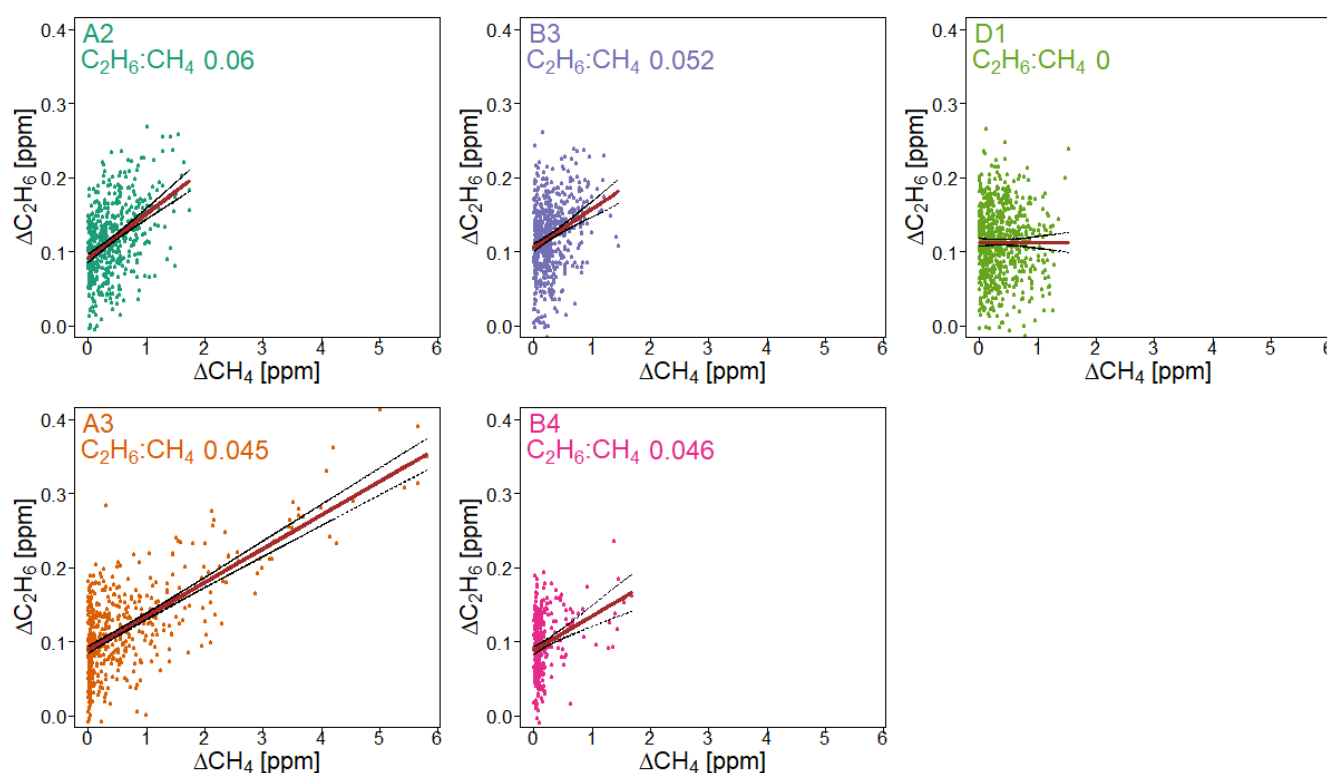 A2
C₂H₆:CH₄ 0.06
ΔC₂H₆ [ppm]
0.4
0.3
0.2
0.1
0.0
0 1 2 3 4 5 6
ΔCH₄ [ppm]
B3
C₂H₆:CH₄ 0.052
ΔC₂H₆ [ppm]
0.4
0.3
0.2
0.1
0.0
0 1 2 3 4 5 6
ΔCH₄ [ppm]
D1
C₂H₆:CH₄ 0
ΔC₂H₆ [ppm]
0.4
0.3
0.2
0.1
0.0
0 1 2 3 4 5 6
ΔCH₄ [ppm]
A3
C₂H₆:CH₄ 0.045
ΔC₂H₆ [ppm]
0.4
0.3
0.2
0.1
0.0
0 1 2 3 4 5 6
ΔCH₄ [ppm]
B4
C₂H₆:CH₄ 0.046
ΔC₂H₆ [ppm]
0.4
0.3
0.2
0.1
0.0
0 1 2 3 4 5 6
ΔCH₄ [ppm]